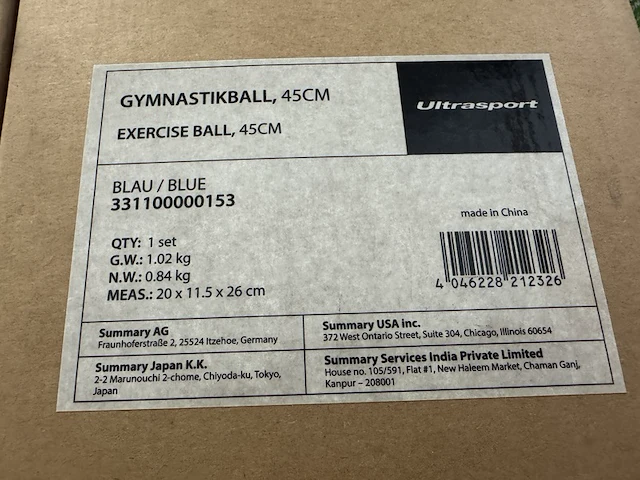 GYMNASTIKBALL, 45CM
EXERCISE BALL, 45CM
Ultrasport
BLAU / BLUE
331100000153
QTY: 1 set
G.W.: 1.02 kg
N.W.: 0.84 kg
MEAS.: 20 x 11.5 x 26 cm
made in China
4 046228 212326
Summary AG
Fraunhoferstraße 2, 25524 Itzehoe, Germany
Summary USA inc.
372 West Ontario Street, Suite 304, Chicago, Illinois 60654
Summary Japan K.K.
2-2 Marunouchi 2-chome, Chiyoda-ku, Tokyo,
Japan
Summary Services India Private Limited
House no. 105/591, Flat #1, New Haleem Market, Chaman Ganj,
Kanpur – 208001